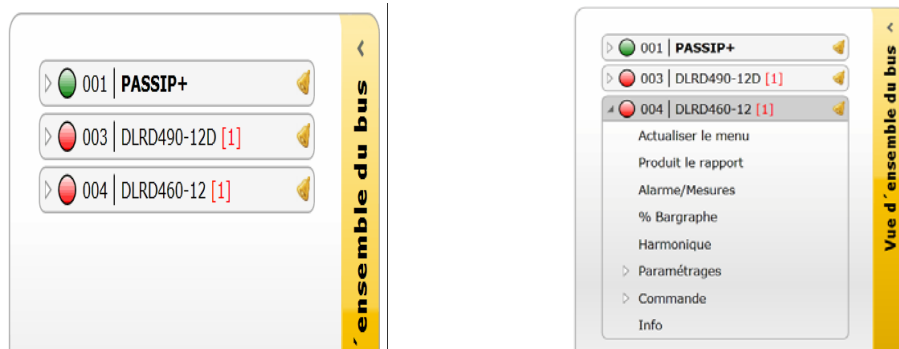 001 | PASSIP+
003 | DLRD490-12D [1]
004 | DLRD460-12 [1]
´ensemble du bus
001 | PASSIP+
003 | DLRD490-12D [1]
004 | DLRD460-12 [1]
Actualiser le menu
Produit le rapport
Alarme/Mesures
% Bargraphe
Harmonique
Paramétrages
Commande
Info
Vue d´ensemble du bus